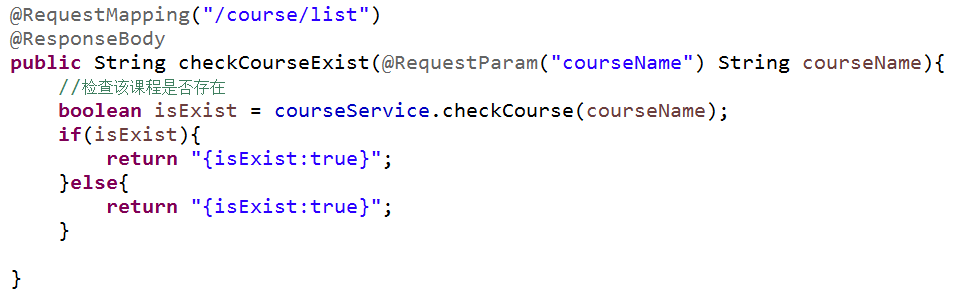 @RequestMapping("/course/list")
@ResponseBody
public String checkCourseExist(@RequestParam("courseName") String courseName){
    //检查该课程是否存在
    boolean isExist = courseService.checkCourse(courseName);
    if(isExist){
        return "{isExist:true}";
    }else{
        return "{isExist:true}";
    }
}